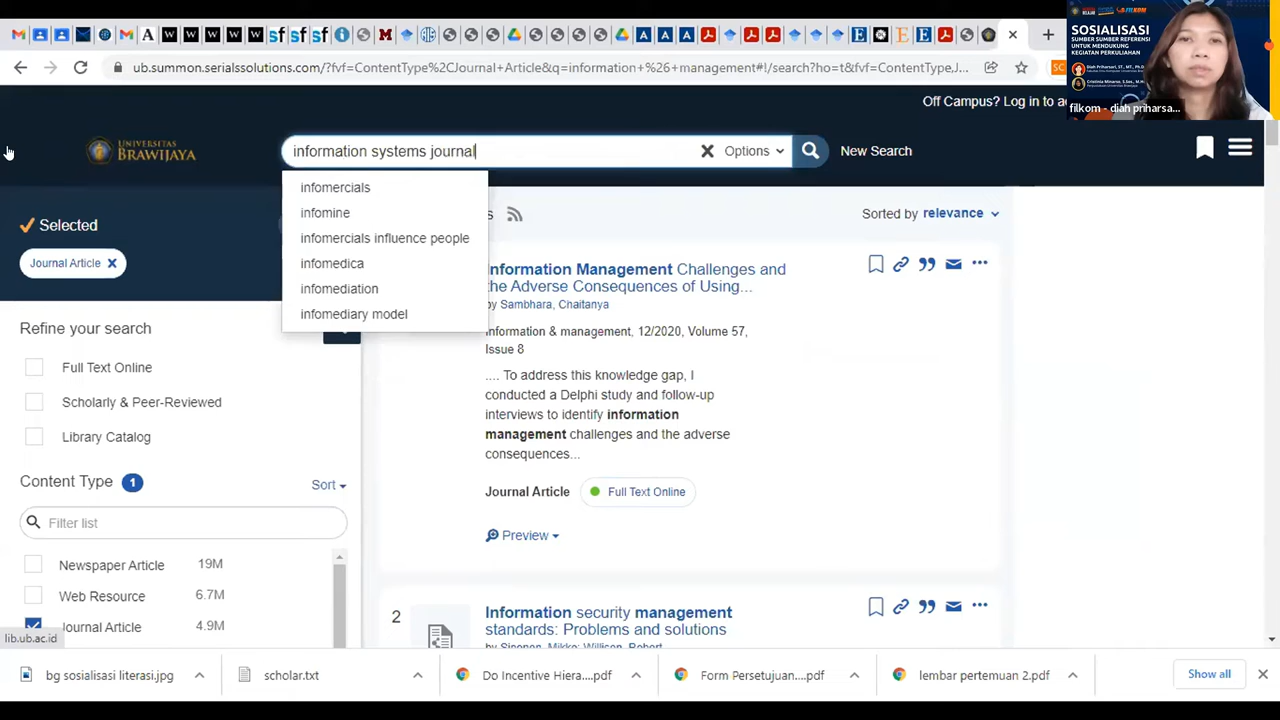 SOSIALISASI
SUMBER SUMBER REFERENSI
UNTUK MENDUKUNG
KEGIATAN PERKULIAHAN
filkom - diah priharsa...
ub.summon.serialssolutions.com/?fvf=ContentType%2CJournal Article&q=information %26+management#!/search?ho=t&fvf=ContentType,J...
Off Campus? Log in to ac
UNIVERSITAS
BRAWIJAYA
information systems journal
Options
New Search
infomercials
infomine
infomercials influence people
infomedica
infomediation
infomediary model
Selected
Journal Article
Sorted by relevance
Refine your search
Full Text Online
Scholarly & Peer-Reviewed
Library Catalog
Content Type 1
Sort
Filter list
Newspaper Article 19M
Web Resource 6.7M
Journal Article 4.9M
lib.ub.ac.id
Information Management Challenges and
the Adverse Consequences of Using...
by Sambhara, Chaitanya
Information & management, 12/2020, Volume 57,
Issue 8
.... To address this knowledge gap, I
conducted a Delphi study and follow-up
interviews to identify information
management challenges and the adverse
consequences...
Journal Article Full Text Online
Preview
2
Information security management
standards: Problems and solutions
by Siponen, Mikko; Willison, Robert
bg sosialisasi literasi.jpg
scholar.txt
Do Incentive Hiera....pdf
Form Persetujuan....pdf
lembar pertemuan 2.pdf
Show all